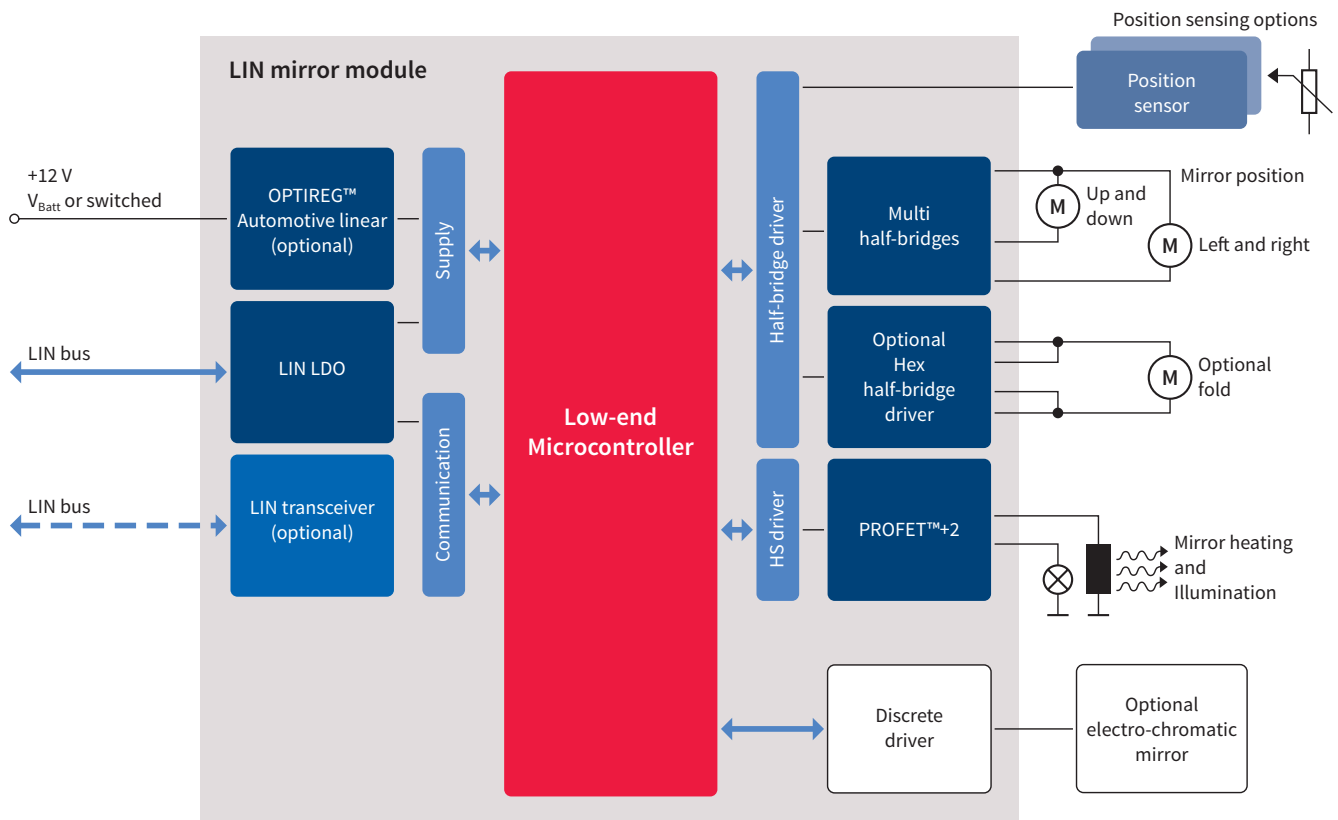 Position sensing options
LIN mirror module
Position
sensor
+12 V
VBatt or switched
OPTIREG™
Automotive linear
(optional)
Supply
LIN bus
LIN LDO
LIN bus
LIN transceiver
(optional)
Communication
Low-end
Microcontroller
Half-bridge driver
HS driver
Multi
half-bridges
M
Up and
down
Mirror position
M
Left and right
Optional
Hex
half-bridge
driver
M
Optional
fold
PROFET™+2
Mirror heating
and
Illumination
Discrete
driver
Optional
electro-chromatic
mirror